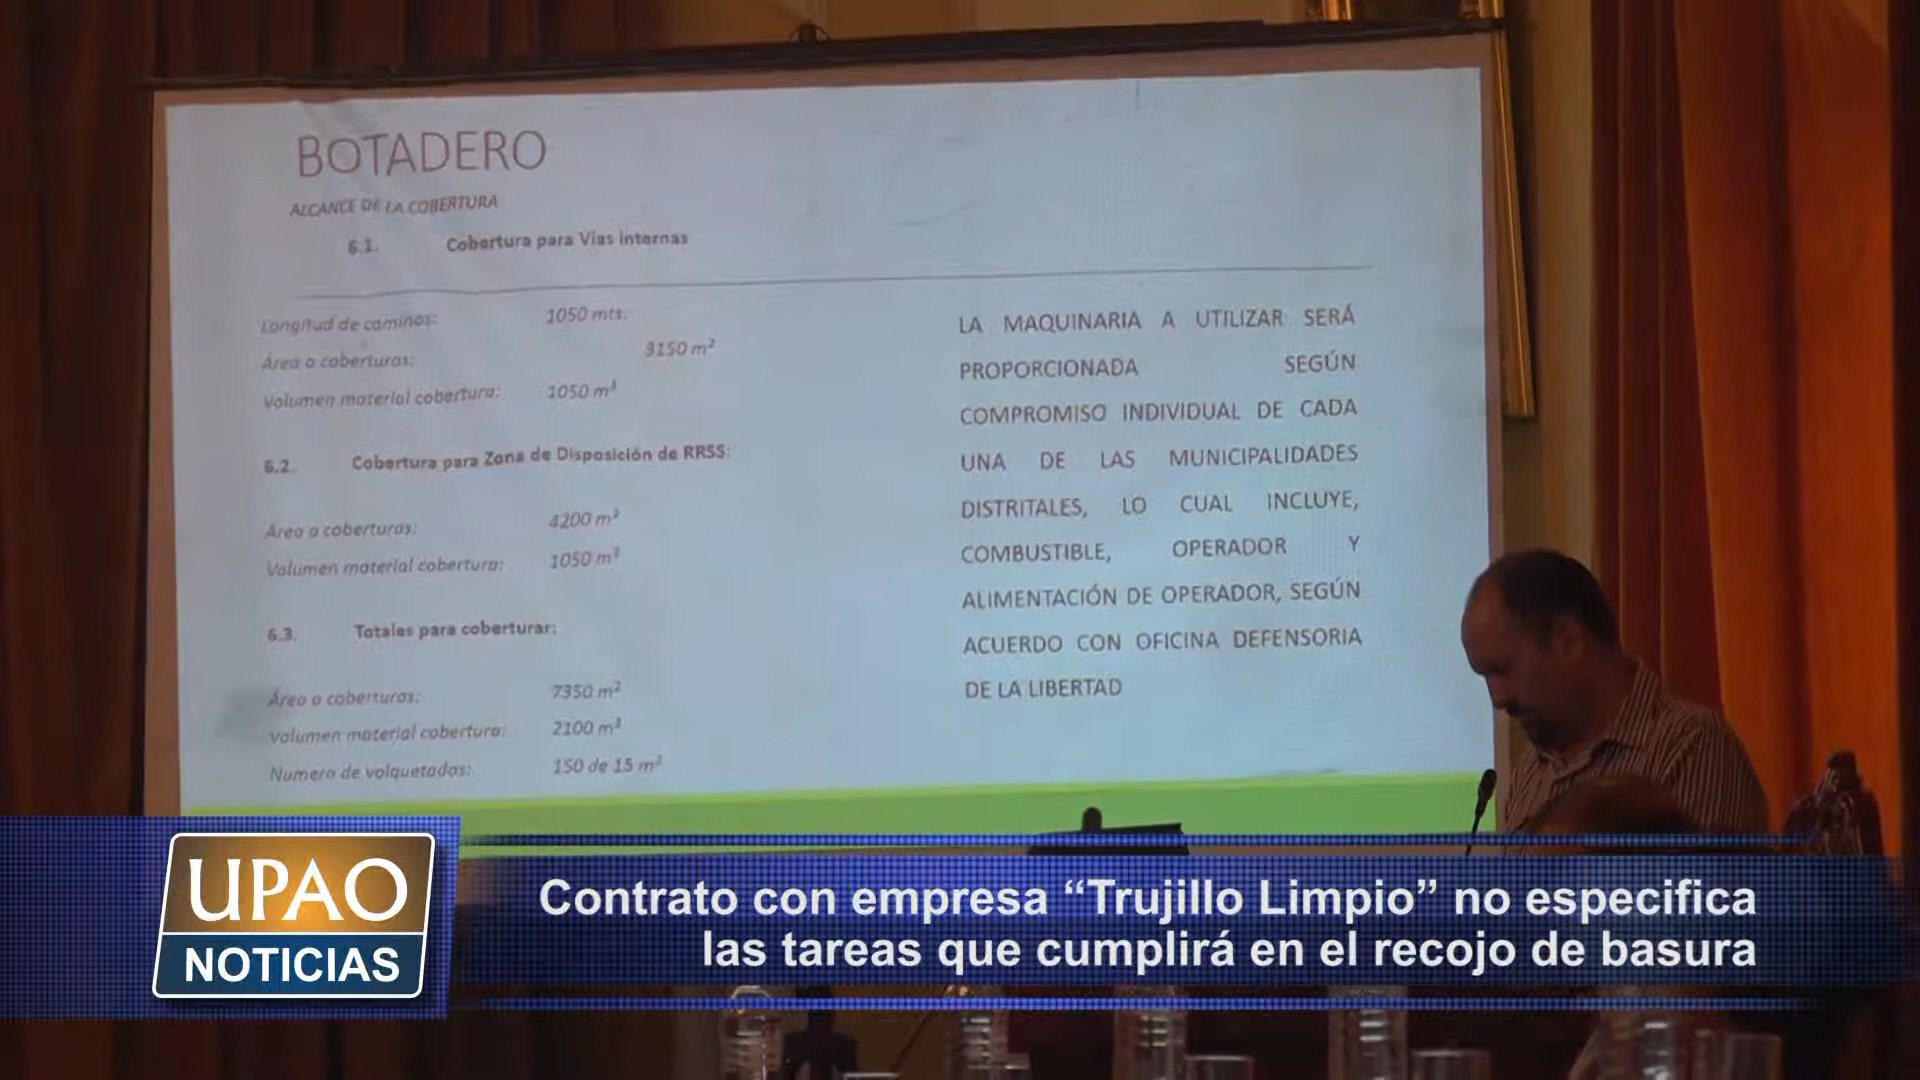 BOTADERO
ALCANCE DE LA COBERTURA
6.1. Cobertura para Vías internas
Longitud de caminos: 1050 mts.
Área a coberturas: 3150 m²
Volumen material cobertura: 1050 m³
6.2. Cobertura para Zona de Disposición de RRSS:
Área a coberturas: 4200 m²
Volumen material cobertura: 1050 m³
6.3. Totales para coberturar:
Área a coberturas: 7350 m²
Volumen material cobertura: 2100 m³
Numero de volquetadas: 150 de 15 m³
LA MAQUINARIA A UTILIZAR SERÁ
PROPORCIONADA SEGÚN
COMPROMISO INDIVIDUAL DE CADA
UNA DE LAS MUNICIPALIDADES
DISTRITALES, LO CUAL INCLUYE,
COMBUSTIBLE, OPERADOR Y
ALIMENTACIÓN DE OPERADOR, SEGÚN
ACUERDO CON OFICINA DEFENSORIA
DE LA LIBERTAD
UPAO
NOTICIAS
Contrato con empresa “Trujillo Limpio” no especifica
las tareas que cumplirá en el recojo de basura